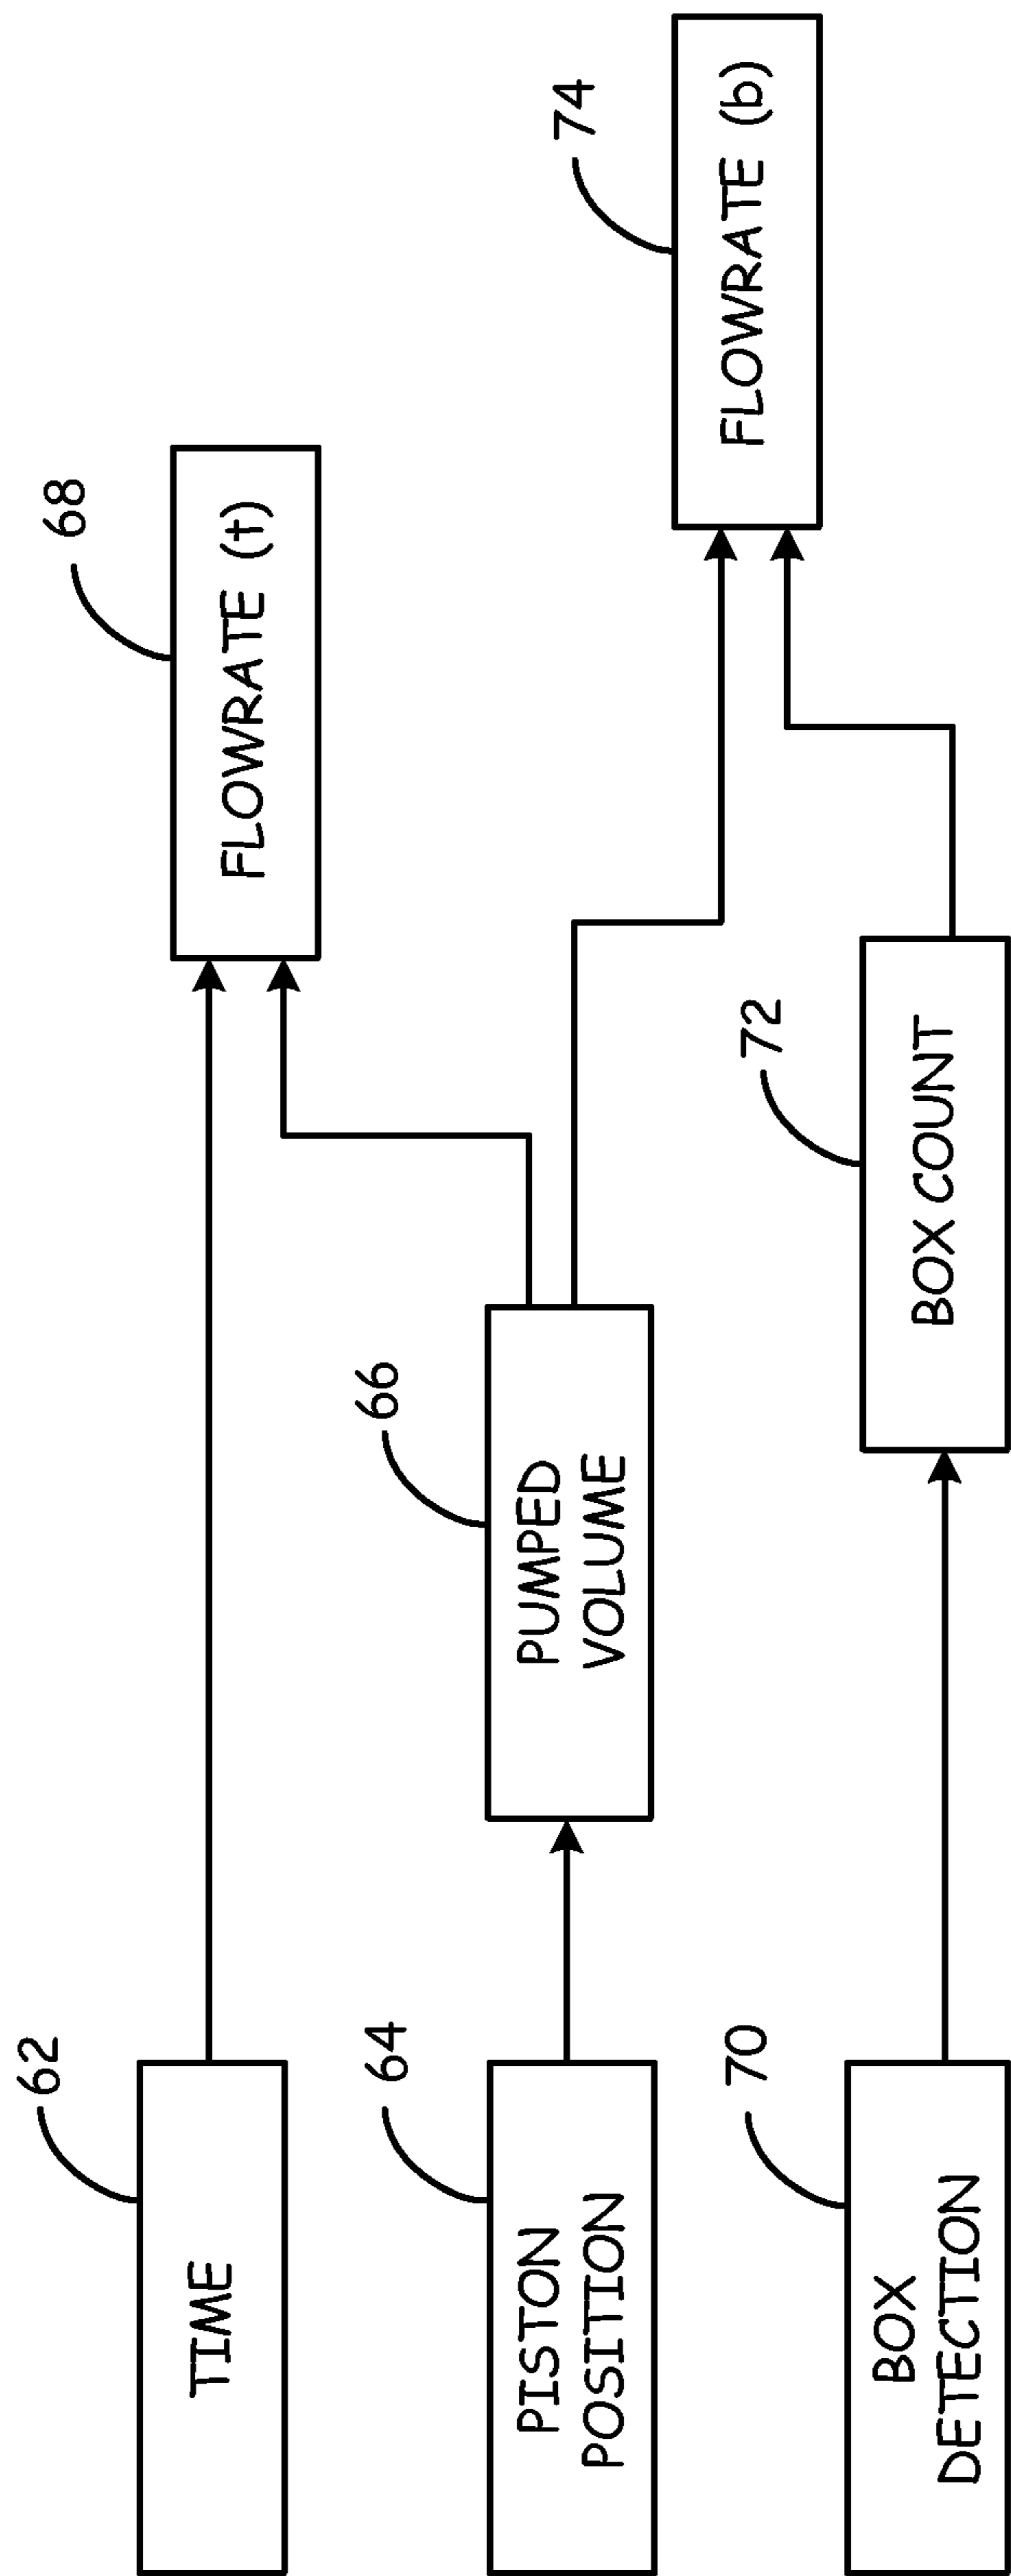 62
TIME
68
FLOWRATE (t)
64
PISTON
POSITION
66
PUMPED
VOLUME
74
FLOWRATE (b)
70
BOX
DETECTION
72
BOX COUNT